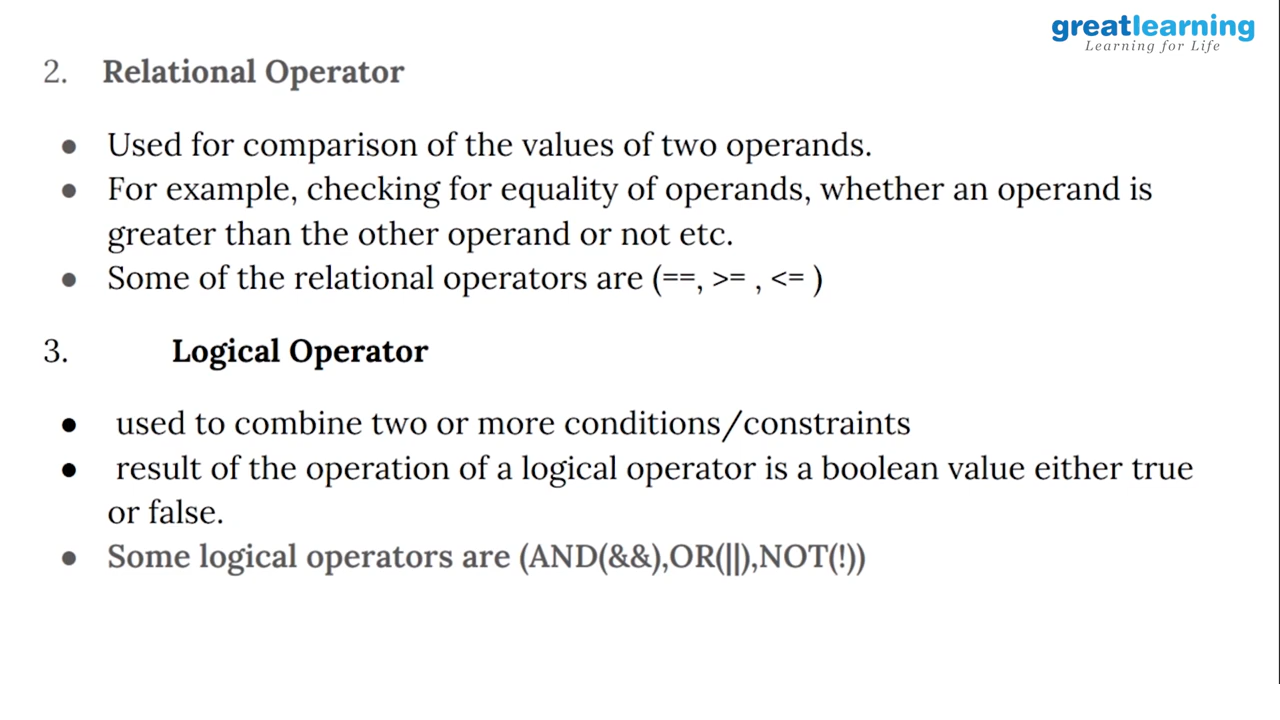 greatlearning
Learning for Life
2. Relational Operator
● Used for comparison of the values of two operands.
● For example, checking for equality of operands, whether an operand is
greater than the other operand or not etc.
● Some of the relational operators are (==, >= , <= )
3. Logical Operator
● used to combine two or more conditions/constraints
● result of the operation of a logical operator is a boolean value either true
or false.
● Some logical operators are (AND(&&),OR(||),NOT(!))